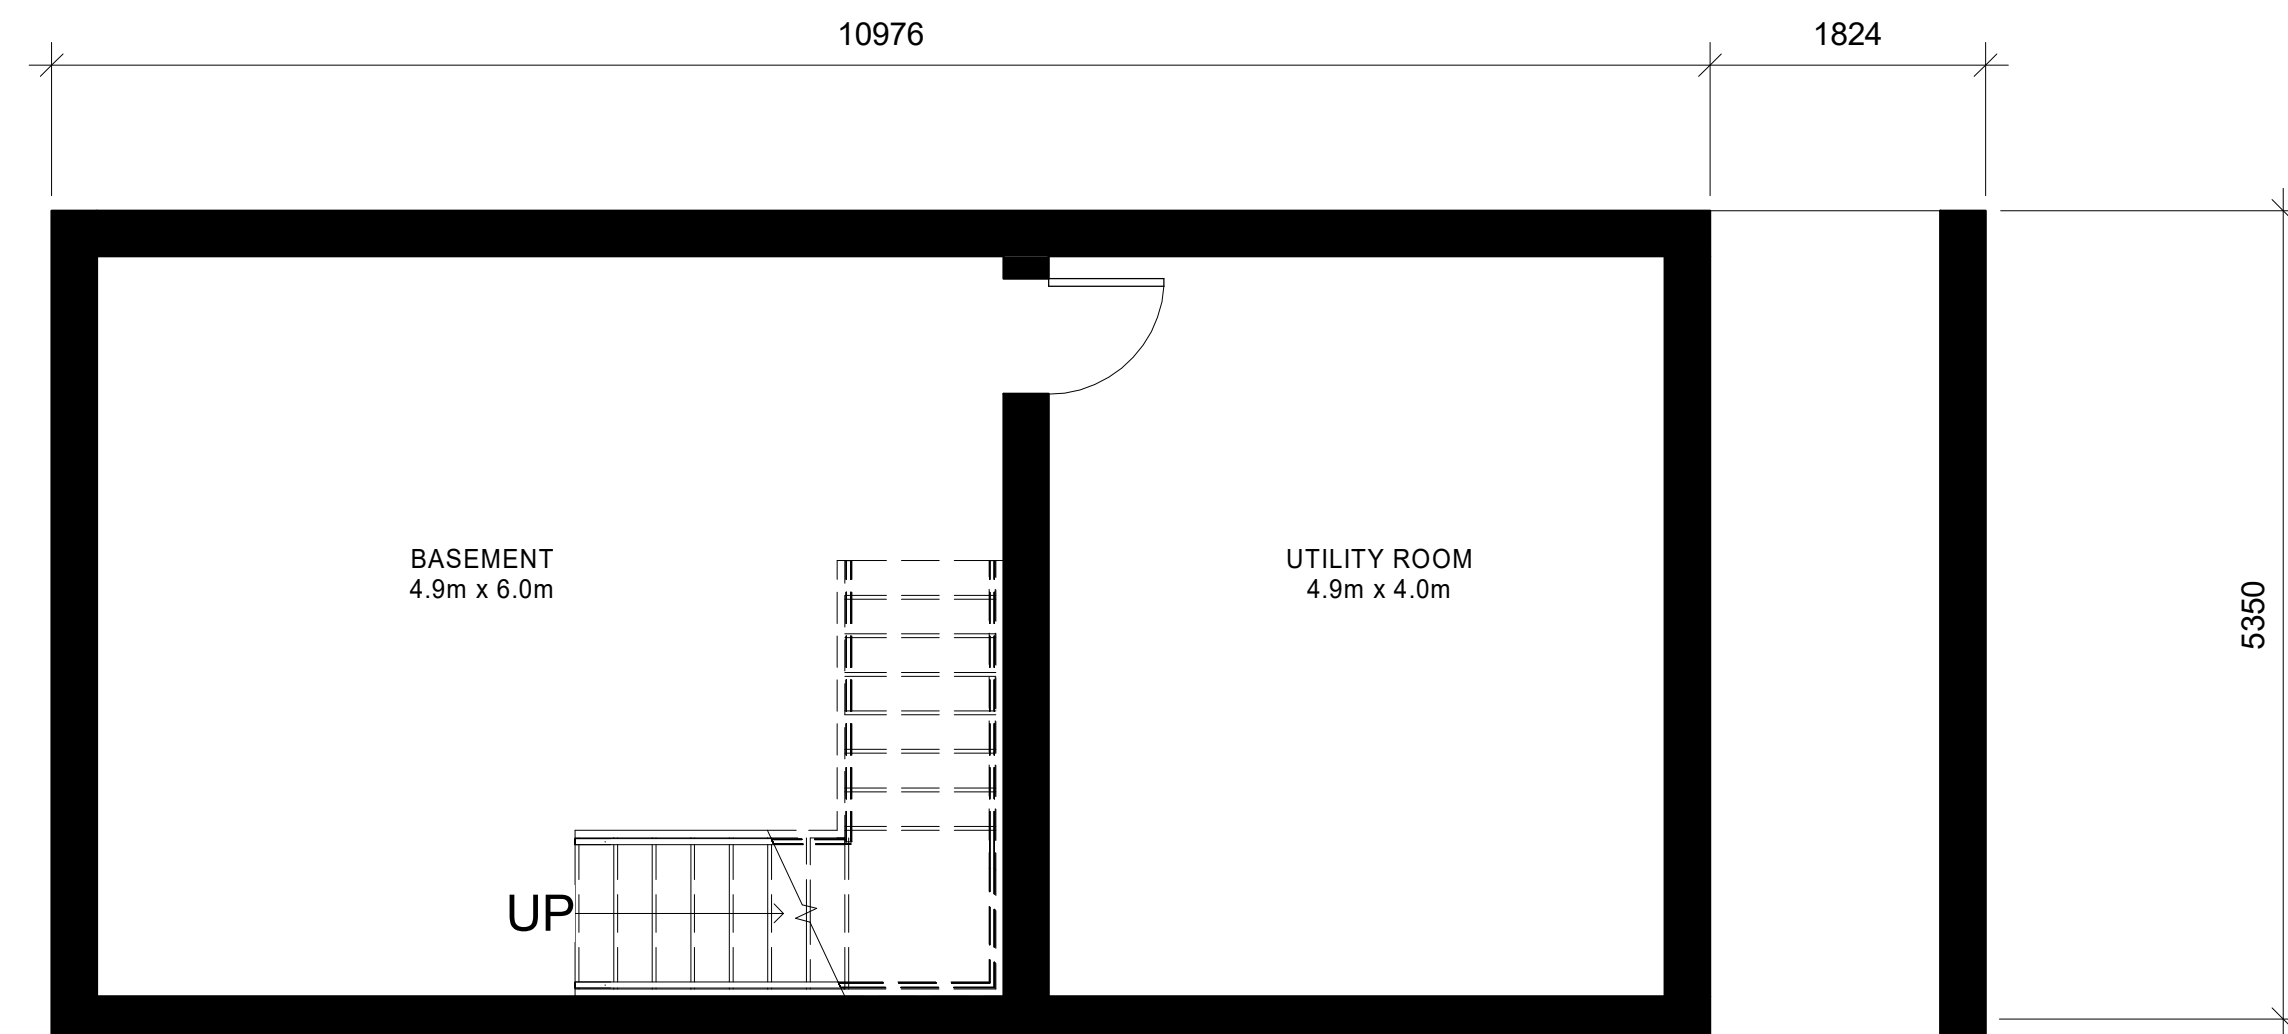 10976
1824
BASEMENT
4.9m x 6.0m
UTILITY ROOM
4.9m x 4.0m
5350
UP